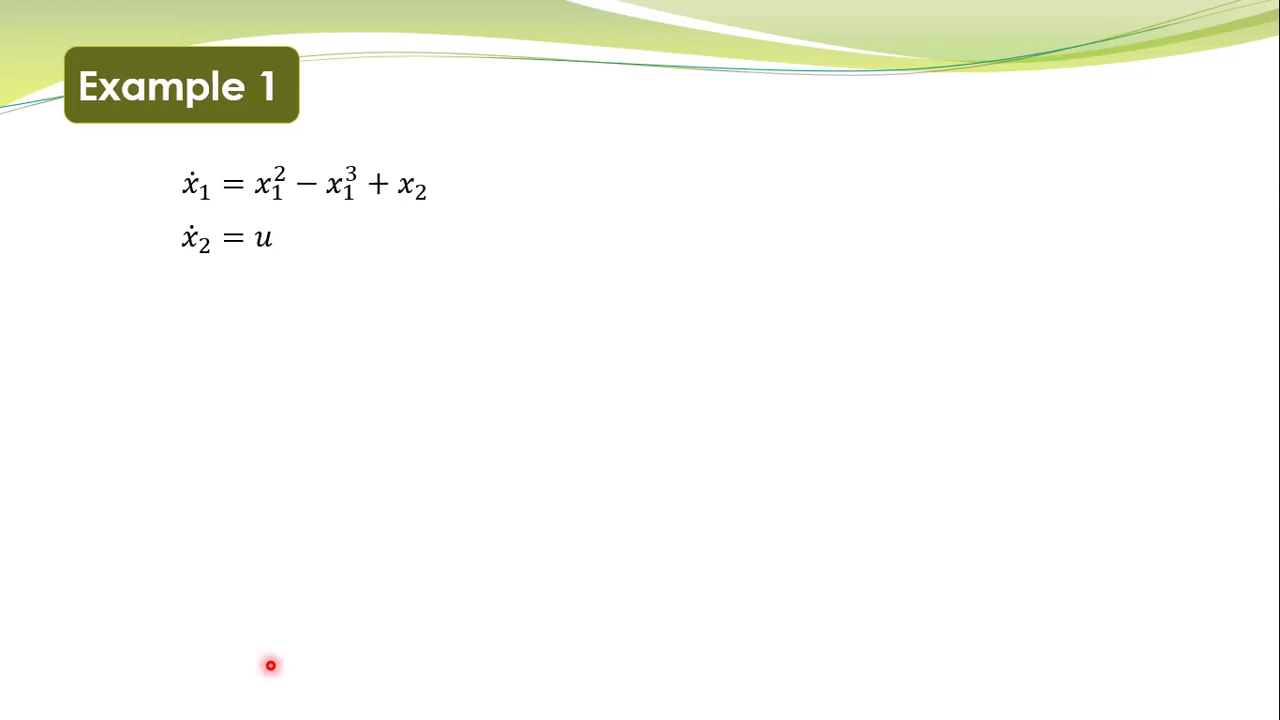 Example 1
ẋ₁ = x₁² − x₁³ + x₂
ẋ₂ = u